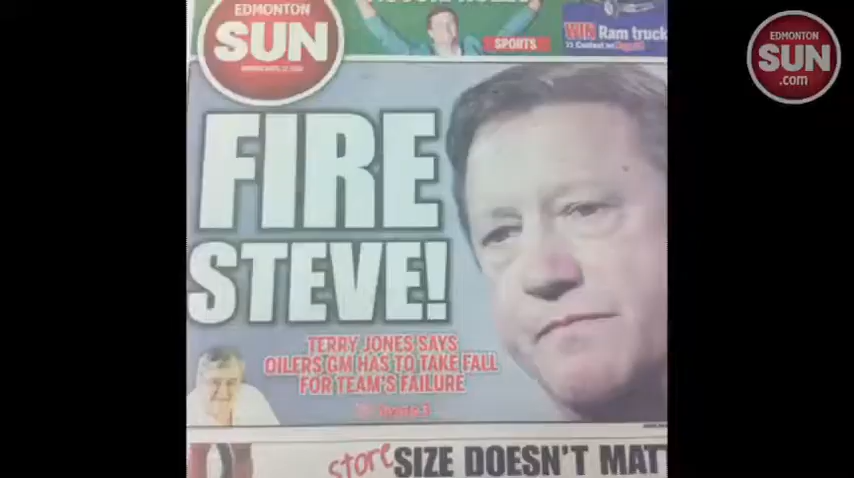 EDMONTON
SUN
SPORTS
WIN Ram truck
EDMONTON
SUN
.com
FIRE
STEVE!
TERRY JONES SAYS
OILERS GM HAS TO TAKE FALL
FOR TEAM'S FAILURE
store SIZE DOESN'T MAT